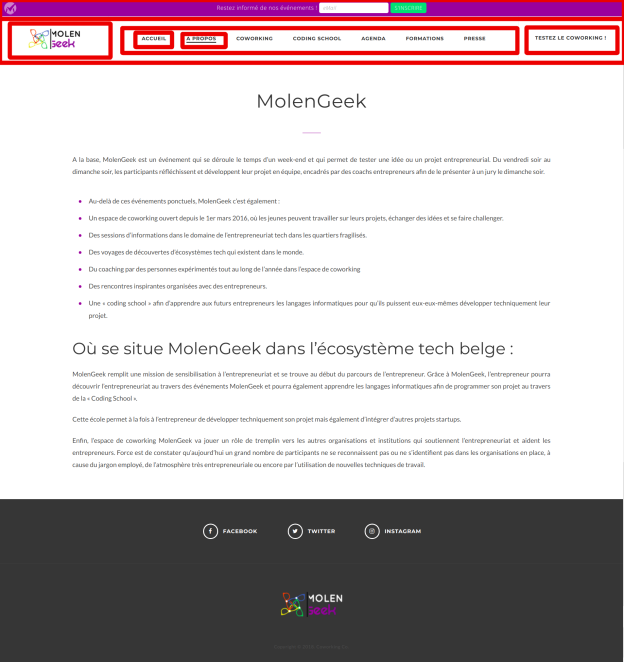 Restez informé de nos événements ! S'INSCRIRE
MOLEN
GEEK
ACCUEIL A PROPOS COWORKING CODING SCHOOL AGENDA FORMATIONS PRESSE TESTEZ LE COWORKING !
MolenGeek
A la base, MolenGeek est un événement qui se déroule le temps d'un week-end et qui permet de tester une idée ou un projet entrepreneurial. Du vendredi soir au
dimanche soir, les participants réfléchissent et développent leur projet en équipe, encadrés par des coachs entrepreneurs afin de le présenter à un jury le dimanche soir.
Au-delà de ces événements ponctuels, MolenGeek c'est également :
Un espace de coworking ouvert depuis le 1er mars 2016, où les jeunes peuvent travailler sur leurs projets, échanger des idées et se faire challenger.
Des sessions d'informations dans le domaine de l'entrepreneuriat tech dans les quartiers fragilisés.
Des voyages de découvertes d'écosystèmes tech qui existent dans le monde.
Du coaching par des personnes expérimentés tout au long de l'année dans l'espace de coworking
Des rencontres inspirantes organisées avec des entrepreneurs.
Une « coding school » afin d'apprendre aux futurs entrepreneurs les langages informatiques pour qu'ils puissent eux-eux-mêmes développer techniquement leur
projet.
Où se situe MolenGeek dans l'écosystème tech belge :
MolenGeek remplit une mission de sensibilisation à l'entrepreneuriat et se trouve au début du parcours de l'entrepreneur. Grâce à MolenGeek, l'entrepreneur pourra
découvrir l'entrepreneuriat au travers des événements MolenGeek et pourra également apprendre les langages informatiques afin de programmer son projet au travers
de la « Coding School ».
Cette école permet à la fois à l'entrepreneur de développer techniquement son projet mais également d'intégrer d'autres projets startups.
Enfin, l'espace de coworking MolenGeek va jouer un rôle de tremplin vers les autres organisations et institutions qui soutiennent l'entrepreneuriat et aident les
entrepreneurs. Force est de constater qu'aujourd'hui un grand nombre de participants ne se reconnaissent pas ou ne s'identifient pas dans les organisations en place, à
cause du jargon employé, de l'atmosphère très entrepreneuriale ou encore par l'utilisation de nouvelles techniques de travail.
FACEBOOK TWITTER INSTAGRAM
MOLEN
GEEK